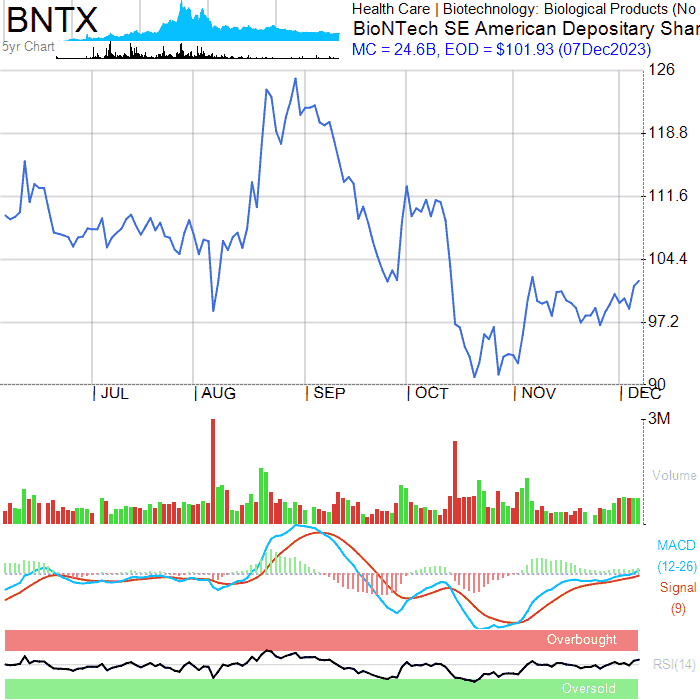 BNTX
5yr Chart
Health Care | Biotechnology: Biological Products (No
BioNTech SE American Depositary Shar
MC = 24.6B, EOD = $101.93 (07Dec2023)
126
118.8
111.6
104.4
97.2
90
JUL AUG SEP OCT NOV DEC
3M
Volume
MACD
(12-26)
Signal
(9)
Overbought
RSI(14)
Oversold